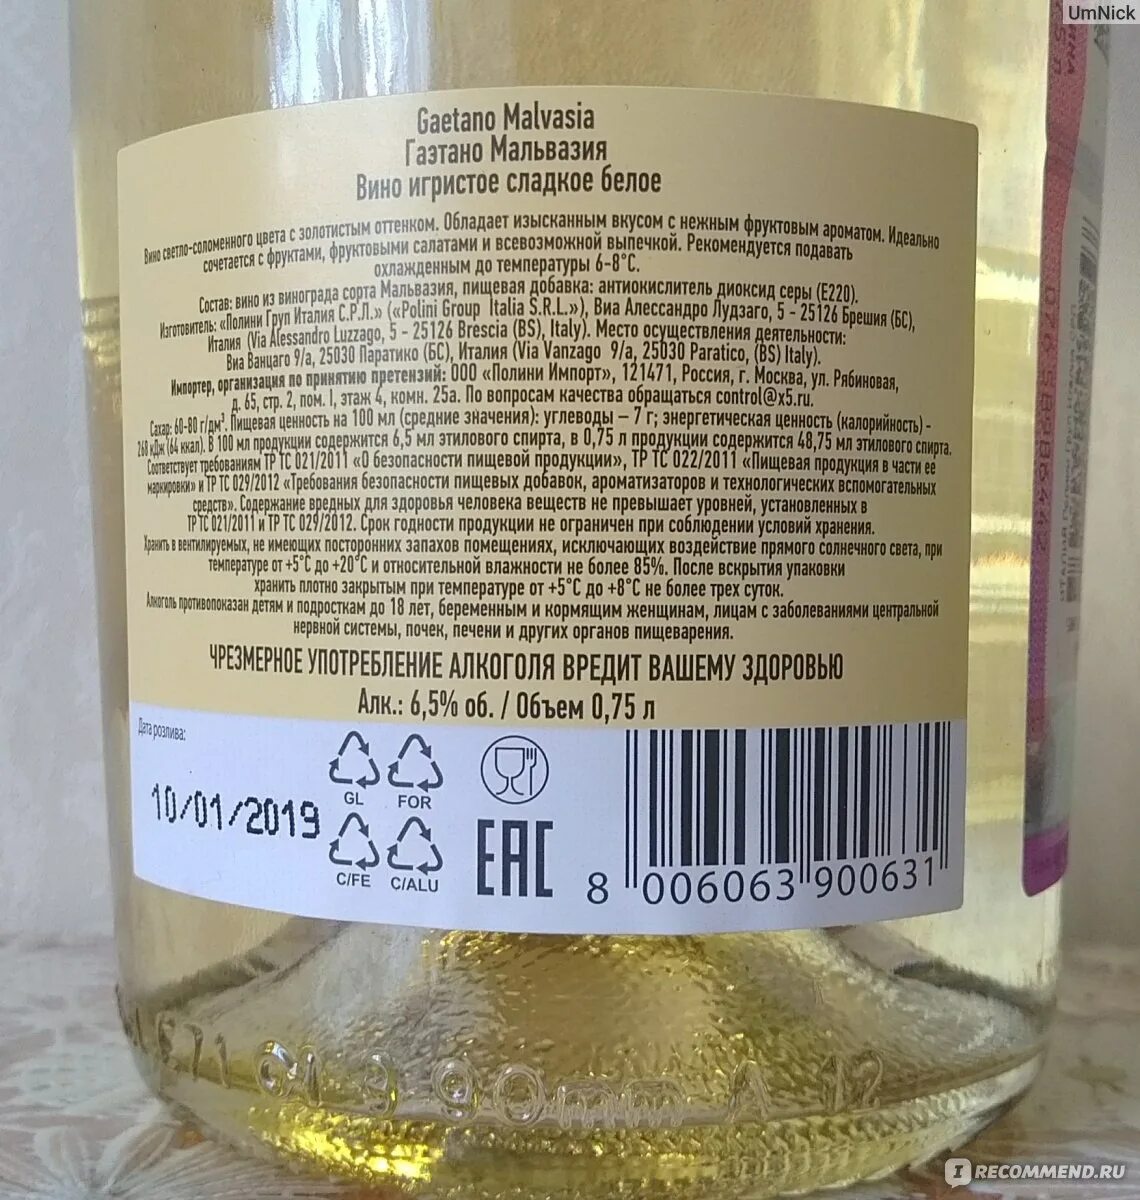 UmNick
Gaetano Malvasia
Гаэтано Мальвазия
Вино игристое сладкое белое
Вино светло-соломенного цвета с золотистым оттенком. Обладает изысканным вкусом с нежным фруктовым ароматом. Идеально
сочетается с фруктами, фруктовыми салатами и всевозможной выпечкой. Рекомендуется подавать
охлажденным до температуры 6-8°С.
Состав: вино из винограда сорта Мальвазия, пищевая добавка: антиокислитель диоксид серы (Е220).
Изготовитель: «Полини Груп Италия С.Р.Л.» («Polini Group Italia S.R.L.»), Виа Алессандро Лудзаго, 5 - 25126 Брешия (БС),
Италия (Via Alessandro Luzzago, 5 - 25126 Brescia (BS), Italy). Место осуществления деятельности:
Виа Ванцаго 9/а, 25030 Паратико (БС), Италия (Via Vanzago 9/a, 25030 Paratico, (BS) Italy).
Импортер, организация по принятию претензий: ООО «Полини Импорт», 121471, Россия, г. Москва, ул. Рябиновая,
д. 65, стр. 2, пом. I, этаж 4, комн. 25а. По вопросам качества обращаться control@x5.ru.
Сахар: 60-80 г/дм³. Пищевая ценность на 100 мл (средние значения): углеводы – 7 г; энергетическая ценность (калорийность) -
268 кДж (64 ккал). В 100 мл продукции содержится 6,5 мл этилового спирта, в 0,75 л продукции содержится 48,75 мл этилового спирта.
Соответствует требованиям ТР ТС 021/2011 «О безопасности пищевой продукции», ТР ТС 022/2011 «Пищевая продукция в части ее
маркировки» и ТР ТС 029/2012 «Требования безопасности пищевых добавок, ароматизаторов и технологических вспомогательных
средств». Содержание вредных для здоровья человека веществ не превышает уровней, установленных в
ТР ТС 021/2011 и ТР ТС 029/2012. Срок годности продукции не ограничен при соблюдении условий хранения.
Хранить в вентилируемых, не имеющих посторонних запахов помещениях, исключающих воздействие прямого солнечного света, при
температуре от +5°С до +20°С и относительной влажности не более 85%. После вскрытия упаковки
хранить плотно закрытым при температуре от +5°С до +8°С не более трех суток.
Алкоголь противопоказан детям и подросткам до 18 лет, беременным и кормящим женщинам, лицам с заболеваниями центральной
нервной системы, почек, печени и других органов пищеварения.
ЧРЕЗМЕРНОЕ УПОТРЕБЛЕНИЕ АЛКОГОЛЯ ВРЕДИТ ВАШЕМУ ЗДОРОВЬЮ
Алк.: 6,5% об. / Объем 0,75 л
Дата розлива:
10/01/2019
GL FOR
C/FE C/ALU
EAC
8 006063 900631
90mm
IRECOMMEND.RU